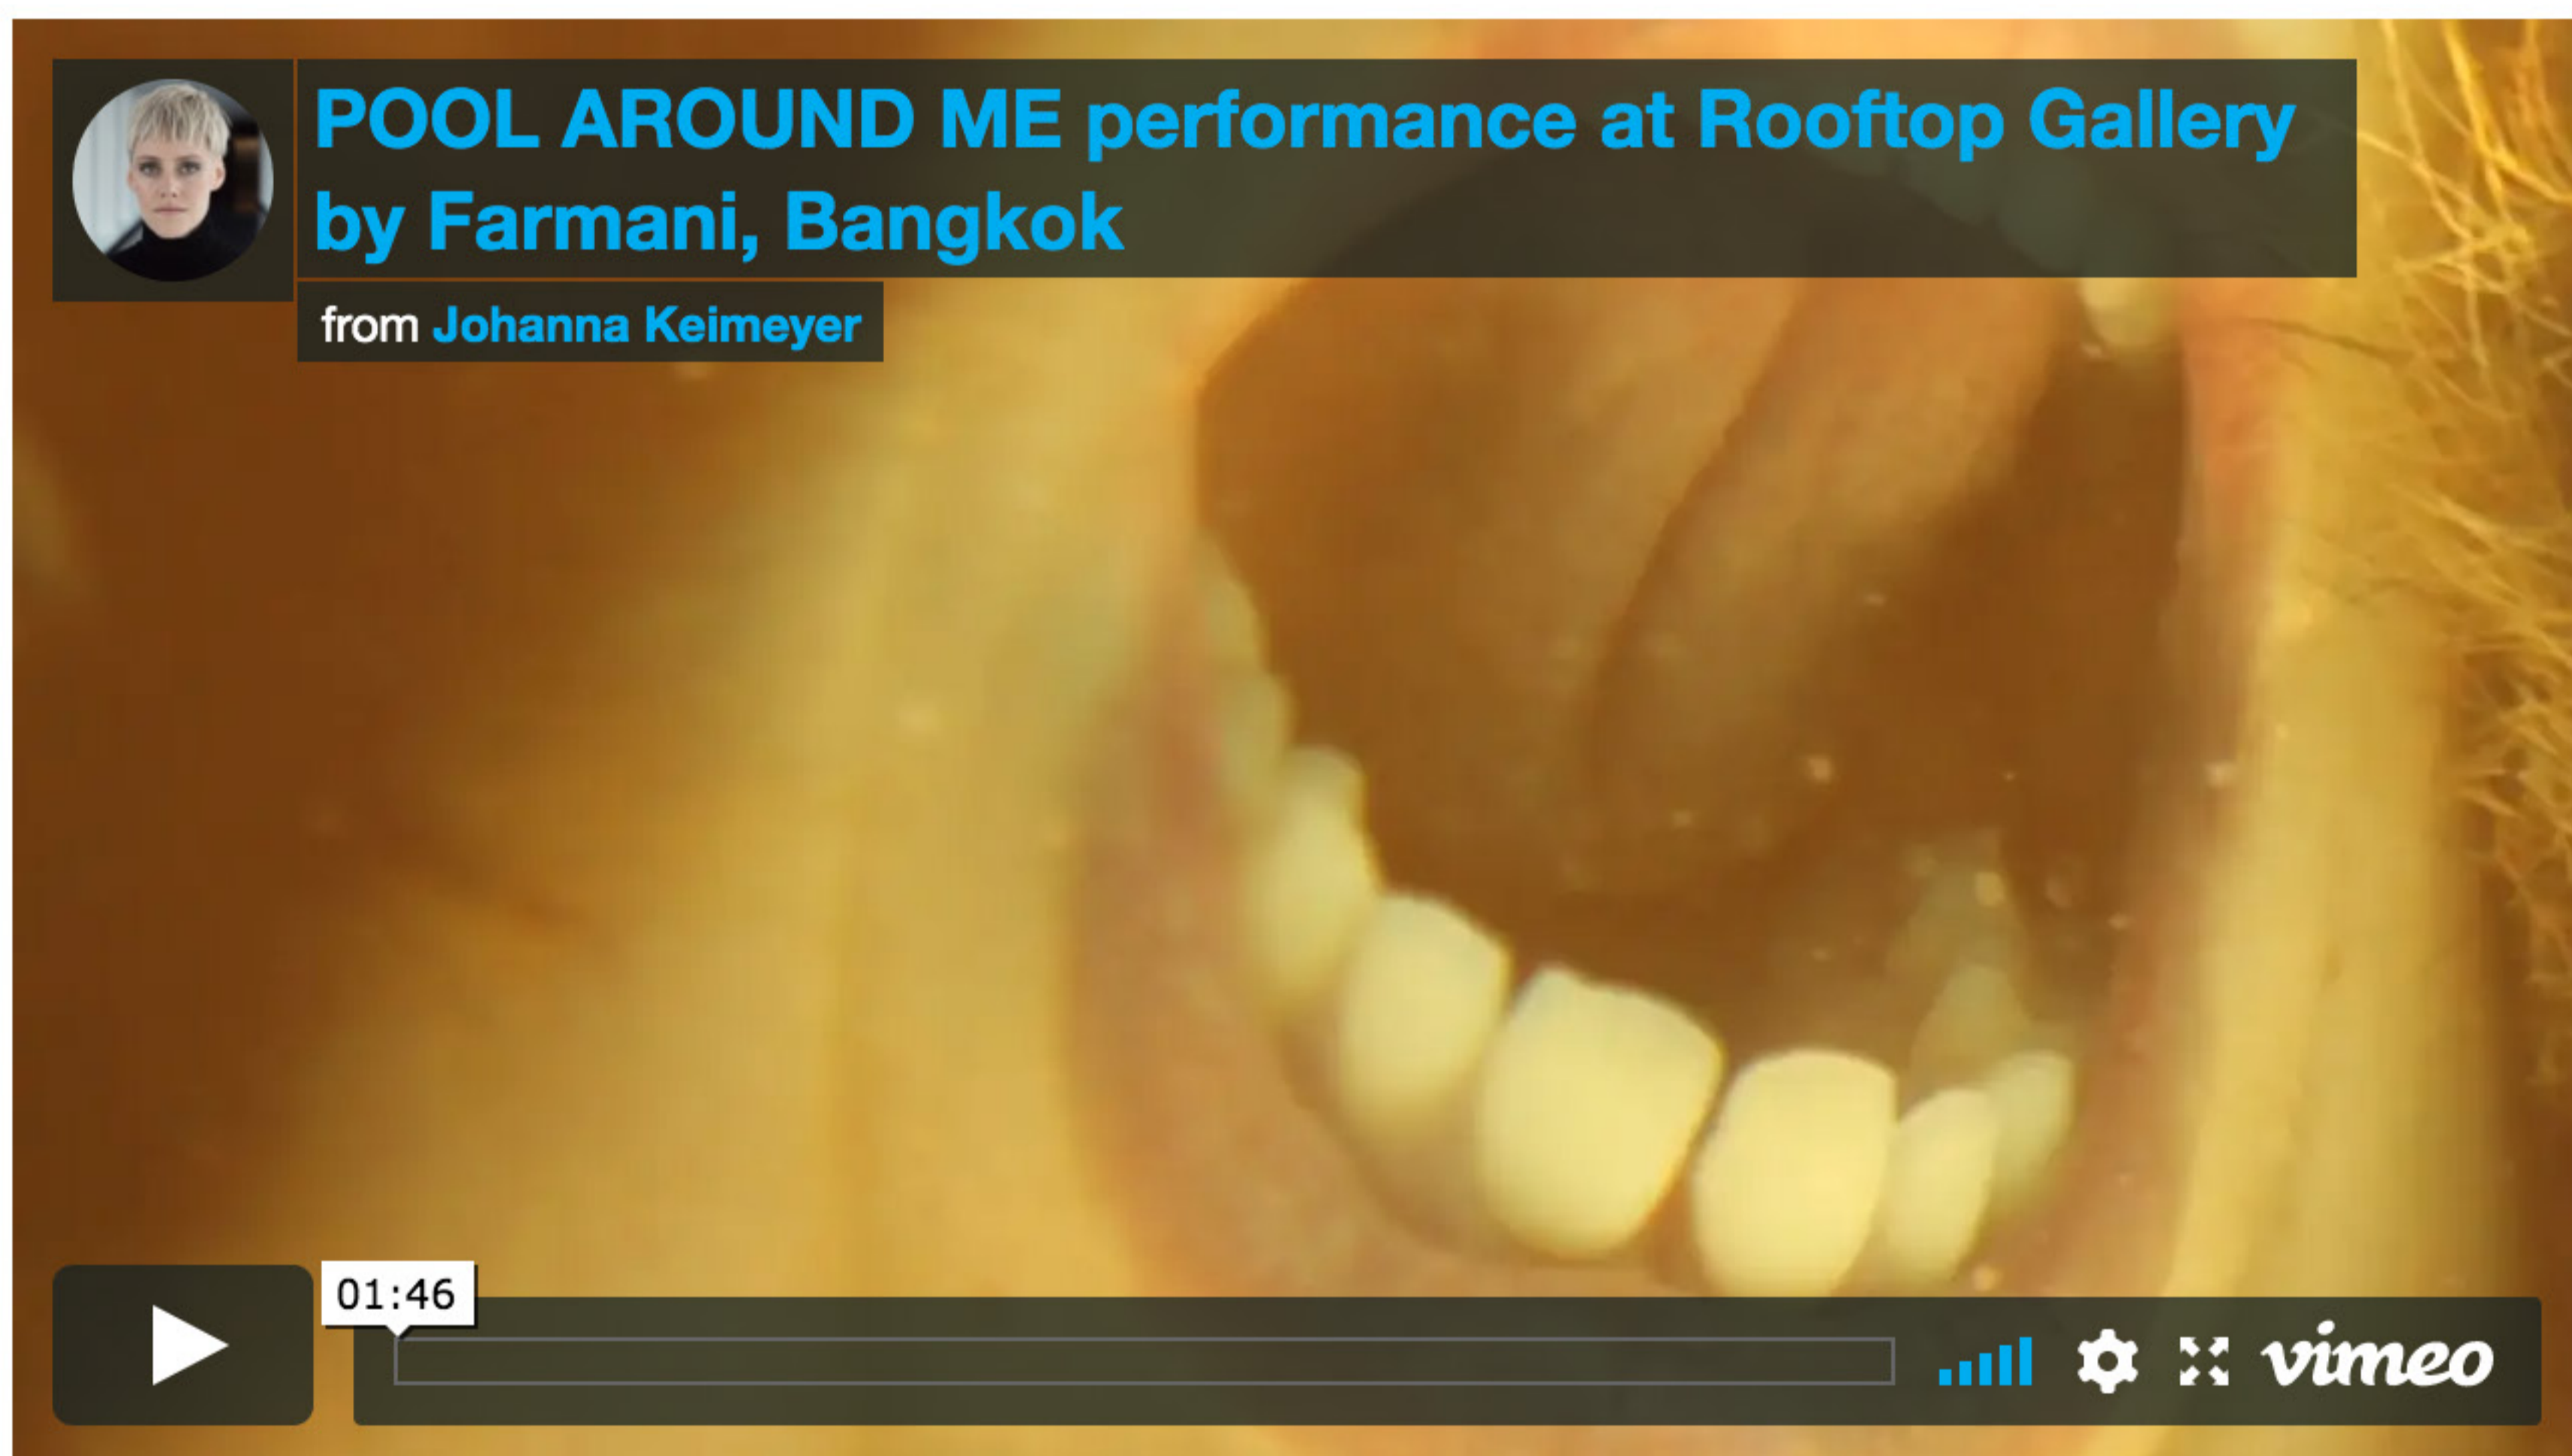 POOL AROUND ME performance at Rooftop Gallery
by Farmani, Bangkok
from Johanna Keimeyer
01:46
vimeo